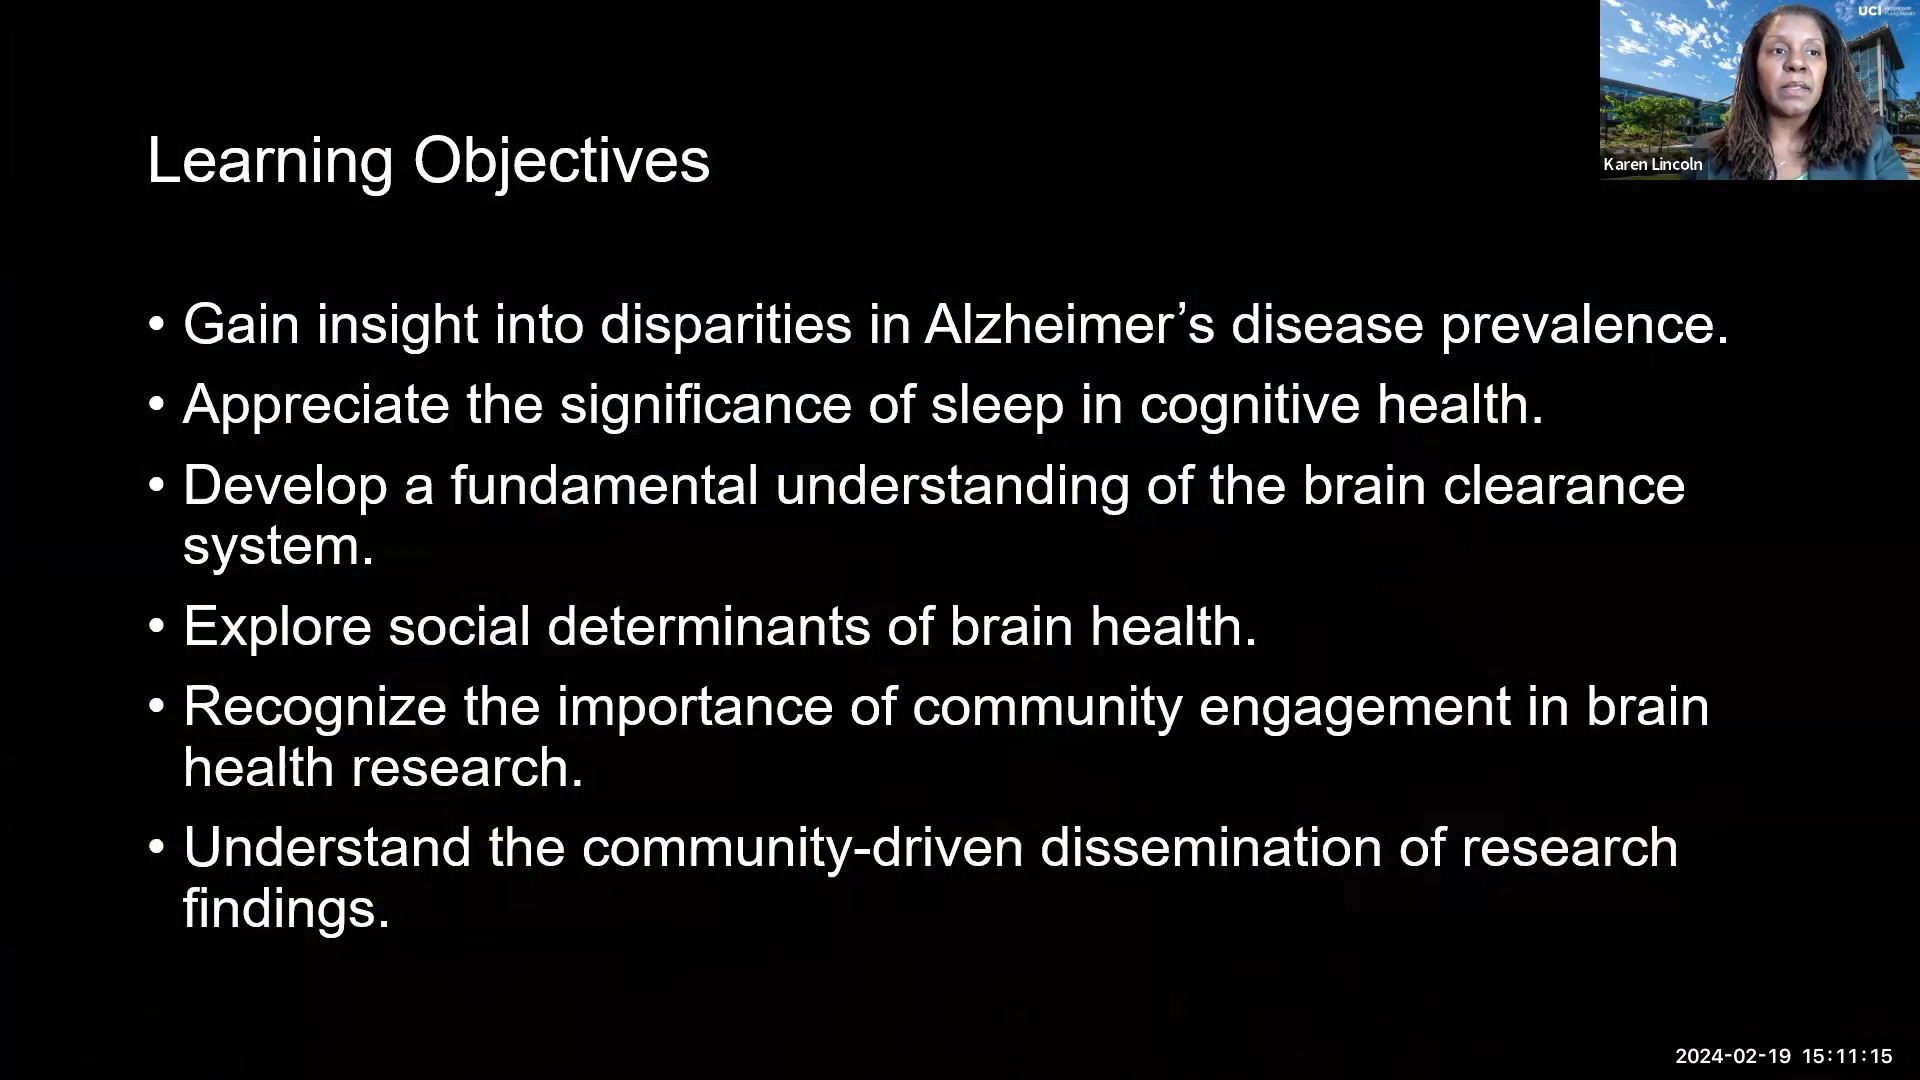 UCI
Karen Lincoln
Learning Objectives
• Gain insight into disparities in Alzheimer’s disease prevalence.
• Appreciate the significance of sleep in cognitive health.
• Develop a fundamental understanding of the brain clearance
system.
• Explore social determinants of brain health.
• Recognize the importance of community engagement in brain
health research.
• Understand the community-driven dissemination of research
findings.
2024-02-19 15:11:15